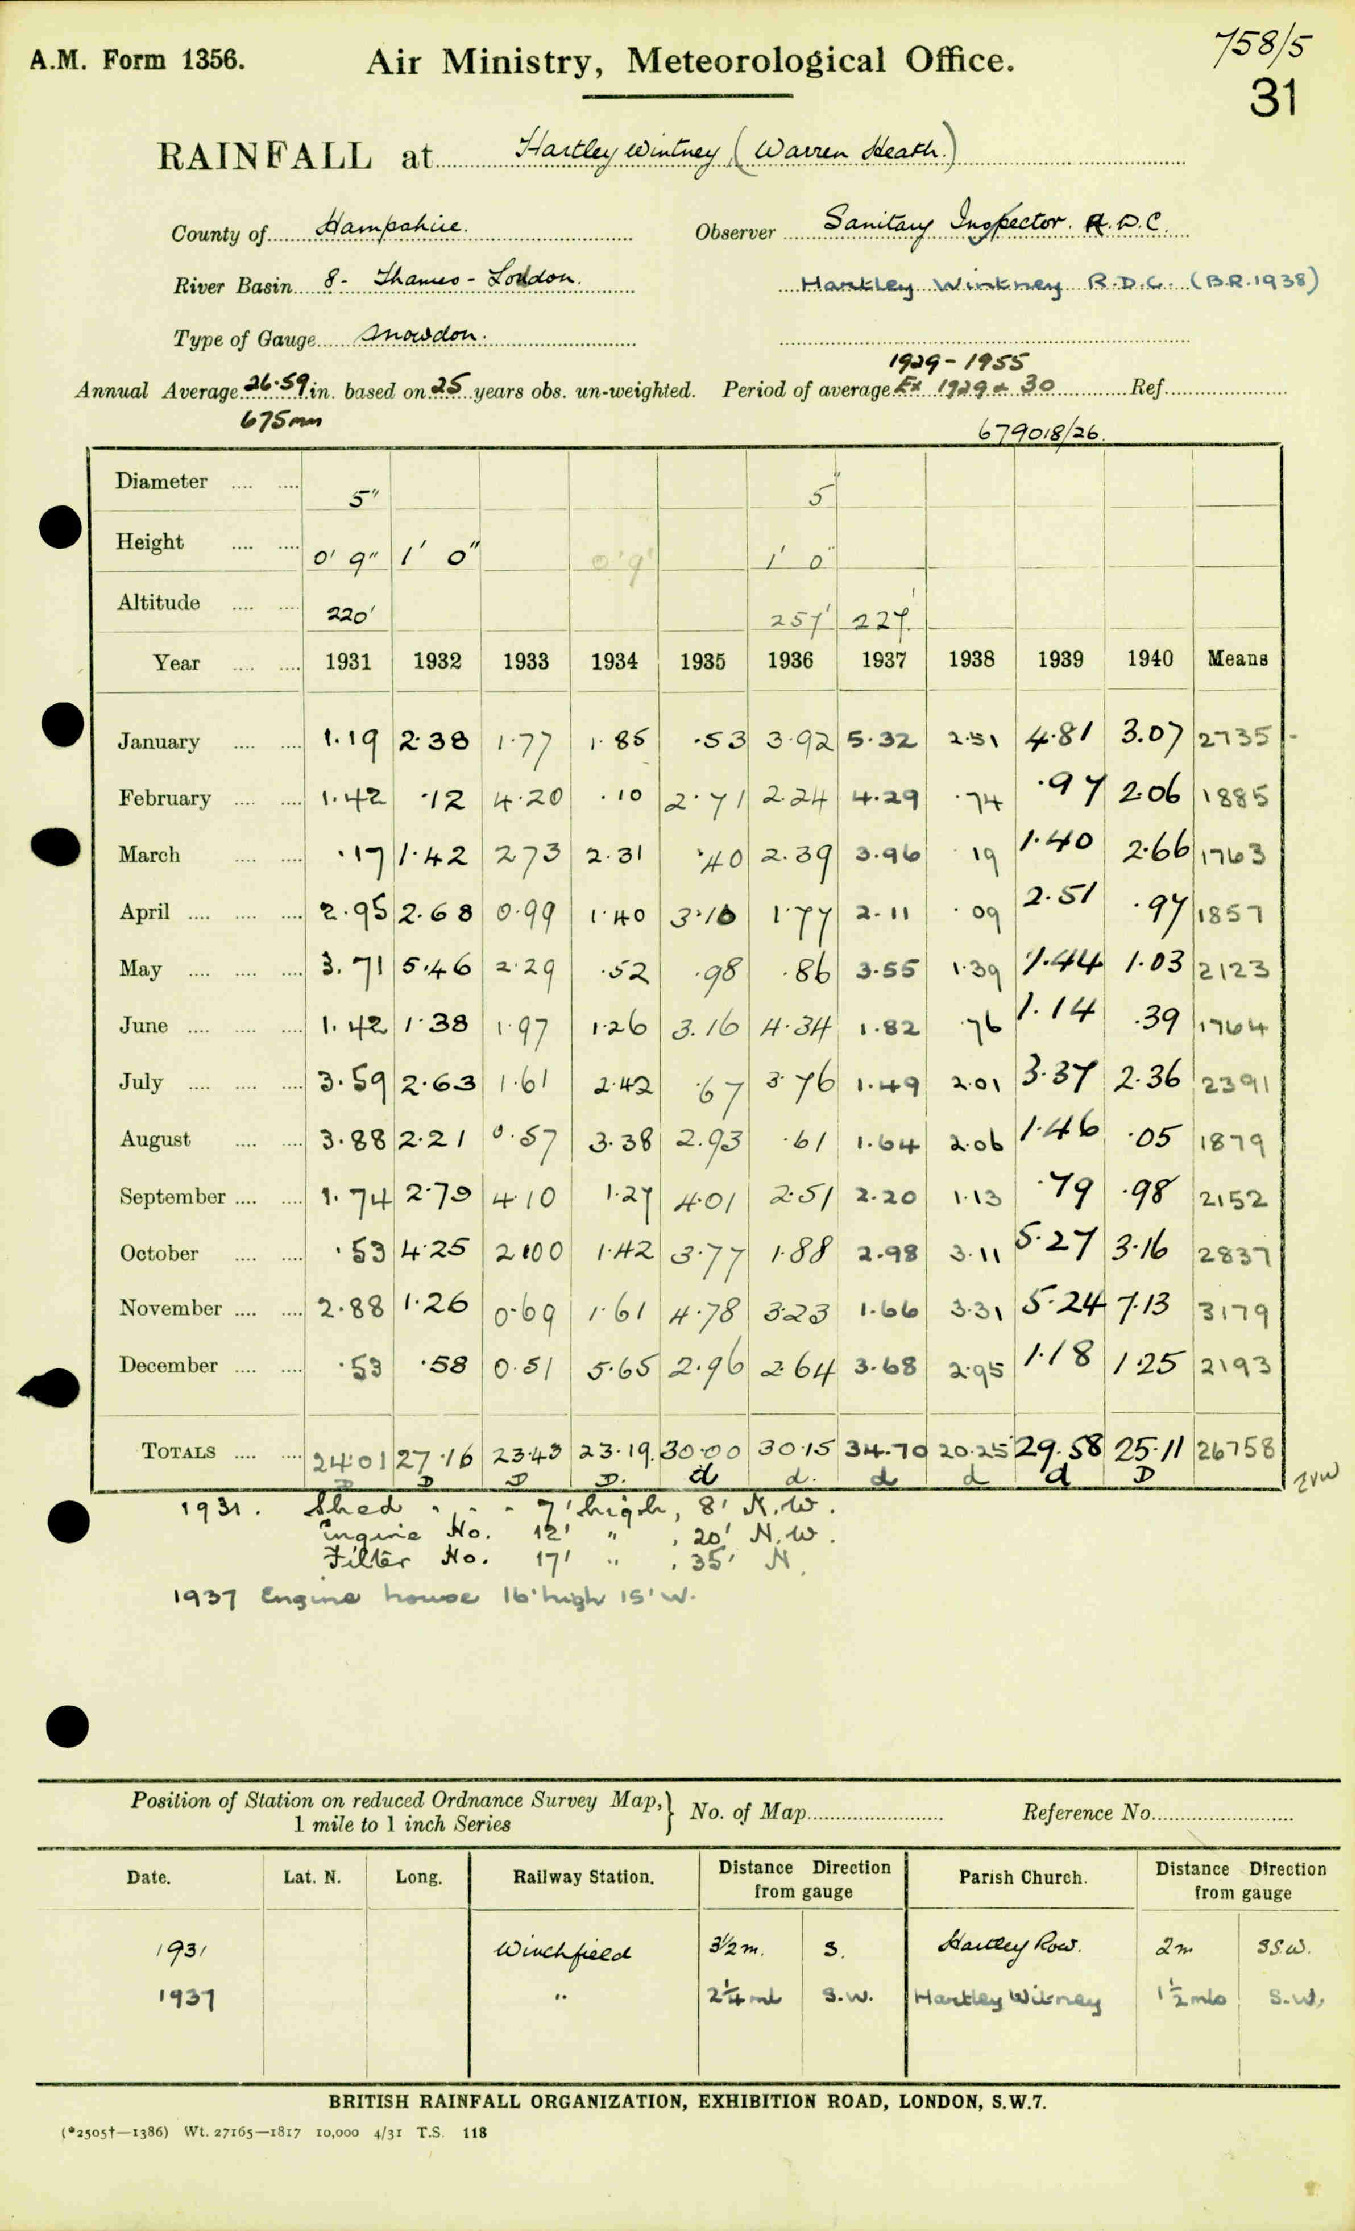 758/5
A.M. Form 1356. Air Ministry, Meteorological Office.
31
RAINFALL at Hartley Wintney (Warren Heath.)
County of Hampshire. Observer Sanitary Inspector. R.D.C.
River Basin 8 - Thames - London. Hartley Wintney R.D.C. (B.R. 1938)
Type of Gauge Snowdon.
1929 - 1955
Annual Average 26.59 in. based on 25 years obs. un-weighted. Period of average Ex 1929 & 30 Ref.
675mm
679018/26.
Diameter 5" 5"
Height 0' 9" 1' 0" 0' 9" 1' 0"
Altitude 220' 257' 227'
Year 1931 1932 1933 1934 1935 1936 1937 1938 1939 1940 Means
January 1.19 2.38 1.77 1.85 .53 3.92 5.32 2.51 4.81 3.07 2735
February 1.42 .12 4.20 .10 2.71 2.24 4.29 .74 .97 2.06 1885
March .17 1.42 2.73 2.31 .40 2.39 3.96 .19 1.40 2.66 1763
April 2.95 2.68 0.99 1.40 3.10 1.77 2.11 .09 2.51 .97 1857
May 3.71 5.46 2.29 .52 .98 .86 3.55 1.39 1.44 1.03 2123
June 1.42 1.38 1.97 1.26 3.16 4.34 1.82 .76 1.14 .39 1764
July 3.59 2.63 1.61 2.42 .67 3.76 1.49 2.01 3.37 2.36 2391
August 3.88 2.21 0.57 3.38 2.93 .61 1.64 2.06 1.46 .05 1879
September 1.74 2.79 4.10 1.27 4.01 2.51 2.20 1.13 .79 .98 2152
October .53 4.25 2.00 1.42 3.77 1.88 2.98 3.11 5.27 3.16 2837
November 2.88 1.26 0.69 1.61 4.78 3.23 1.66 3.31 5.24 7.13 3179
December .53 .58 0.51 5.65 2.96 2.64 3.68 2.95 1.18 1.25 2193
TOTALS 24.01 27.16 23.43 23.19 30.00 30.15 34.70 20.25 29.58 25.11 26758
D D D D. d d. d d d D
1931. Shed - - - 7' high, 8' N.W.
Engine Ho. 12' " , 20' N.W.
Filter Ho. 17' " , 35' N.
1937 Engine house 16' high 15' W.
Position of Station on reduced Ordnance Survey Map, 1 mile to 1 inch Series } No. of Map Reference No.
Date. Lat. N. Long. Railway Station. Distance Direction from gauge Parish Church. Distance Direction from gauge
1931 Winchfield 3½ m. S. Hartley Row. 2m SSW.
1937 " 2¼ ml S.W. Hartley Witney 1½ mls S.W.
BRITISH RAINFALL ORGANIZATION, EXHIBITION ROAD, LONDON, S.W.7.
(*2505†—1386) Wt. 27165—1817 10,000 4/31 T.S. 118